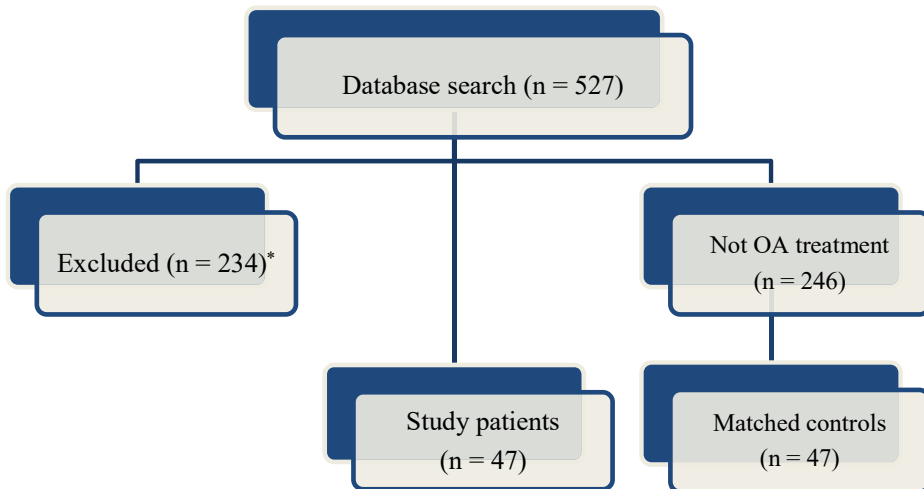 Database search (n = 527)
Excluded (n = 234)*
Not OA treatment
(n = 246)
Study patients
(n = 47)
Matched controls
(n = 47)